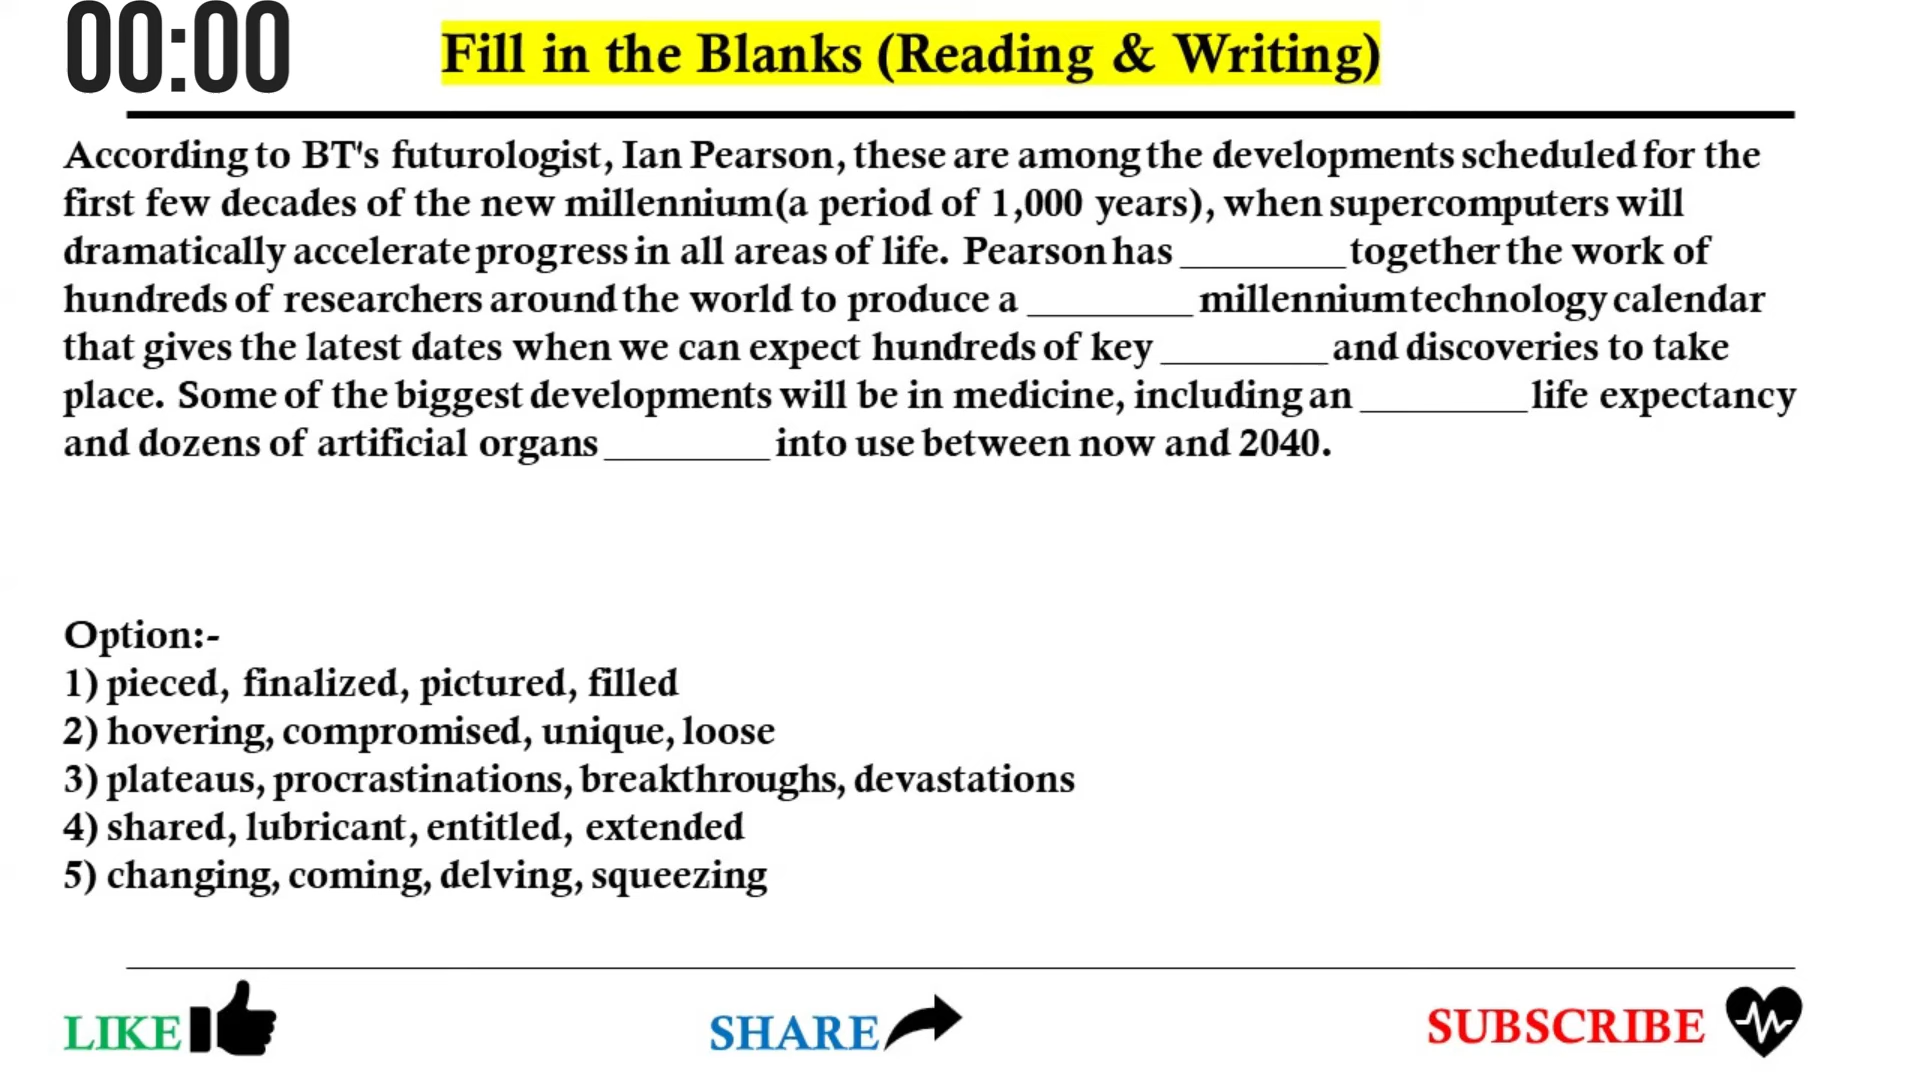 00:00
Fill in the Blanks (Reading & Writing)
According to BT's futurologist, Ian Pearson, these are among the developments scheduled for the
first few decades of the new millennium(a period of 1,000 years), when supercomputers will
dramatically accelerate progress in all areas of life. Pearson has ________ together the work of
hundreds of researchers around the world to produce a ________ millennium technology calendar
that gives the latest dates when we can expect hundreds of key ________ and discoveries to take
place. Some of the biggest developments will be in medicine, including an ________ life expectancy
and dozens of artificial organs ________ into use between now and 2040.
Option:-
1) pieced, finalized, pictured, filled
2) hovering, compromised, unique, loose
3) plateaus, procrastinations, breakthroughs, devastations
4) shared, lubricant, entitled, extended
5) changing, coming, delving, squeezing
LIKE SHARE SUBSCRIBE